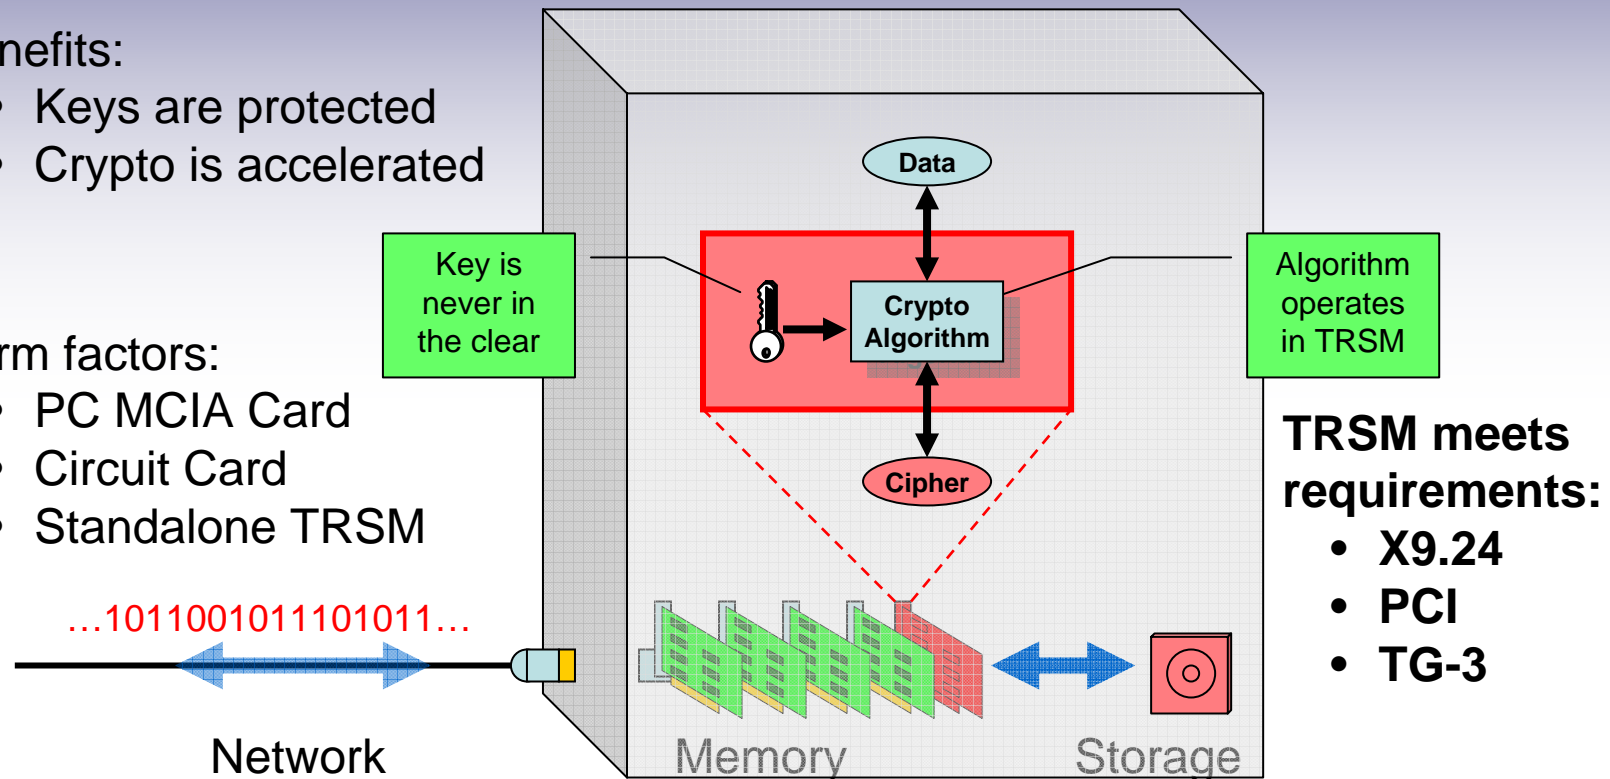 nefits:
• Keys are protected
• Crypto is accelerated
Data
Key is
never in
the clear
Crypto
Algorithm
Algorithm
operates
in TRSM
rm factors:
• PC MCIA Card
• Circuit Card
• Standalone TRSM
Cipher
TRSM meets
requirements:
• X9.24
• PCI
• TG-3
…1011001011101011…
Network
Memory
Storage